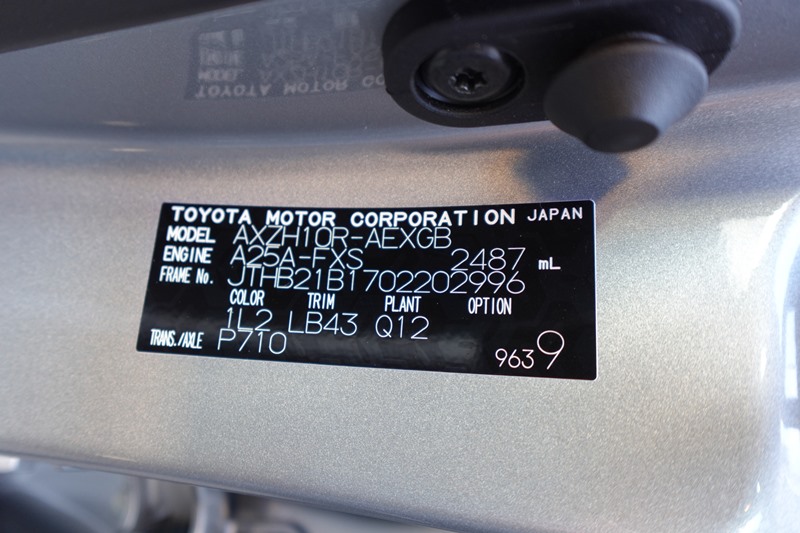 TOYOTA MOTOR CORPORATION JAPAN
MODEL AXZH10R-AEXGB
ENGINE A25A-FXS 2487 mL
FRAME No. JTHB21B1702202996
COLOR TRIM PLANT OPTION
1L2 LB43 Q12
TRANS./AXLE P710
9639